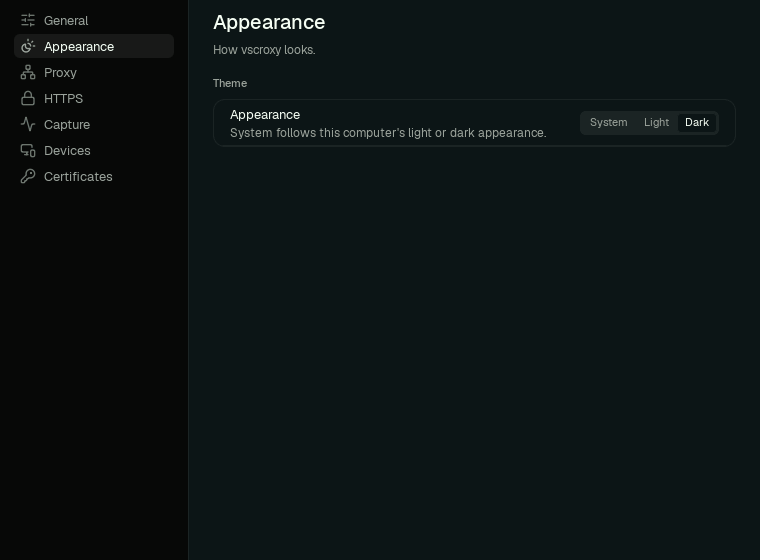 General
Appearance
Proxy
HTTPS
Capture
Devices
Certificates
Appearance
How vscroxy looks.
Theme
Appearance
System follows this computer's light or dark appearance.
System Light Dark